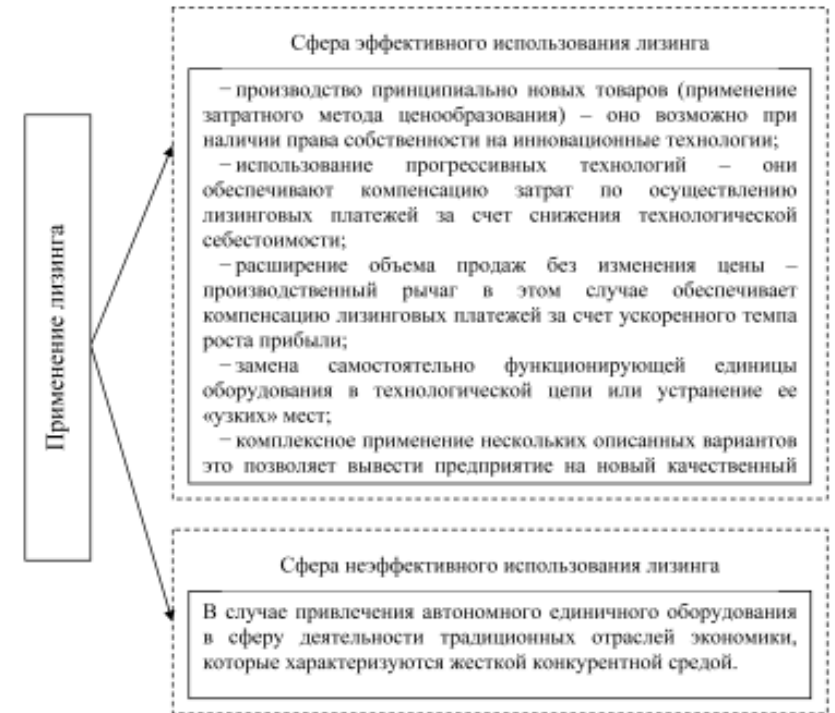 Применение лизинга
Сфера эффективного использования лизинга
− производство принципиально новых товаров (применение
затратного метода ценообразования) – оно возможно при
наличии права собственности на инновационные технологии;
− использование прогрессивных технологий – они
обеспечивают компенсацию затрат по осуществлению
лизинговых платежей за счет снижения технологической
себестоимости;
− расширение объема продаж без изменения цены –
производственный рычаг в этом случае обеспечивает
компенсацию лизинговых платежей за счет ускоренного темпа
роста прибыли;
− замена самостоятельно функционирующей единицы
оборудования в технологической цепи или устранение ее
«узких» мест;
− комплексное применение нескольких описанных вариантов
это позволяет вывести предприятие на новый качественный
Сфера неэффективного использования лизинга
В случае привлечения автономного единичного оборудования
в сферу деятельности традиционных отраслей экономики,
которые характеризуются жесткой конкурентной средой.